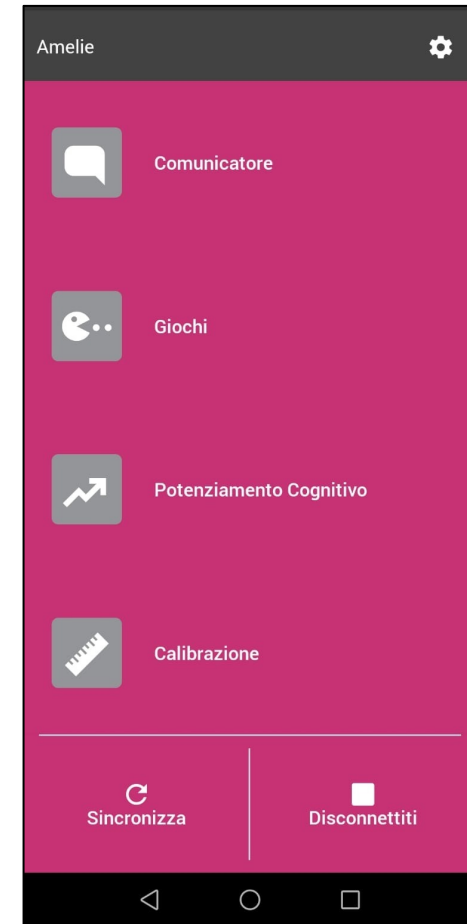 Amelie
Comunicatore
Giochi
Potenziamento Cognitivo
Calibrazione
Sincronizza
Disconnettiti